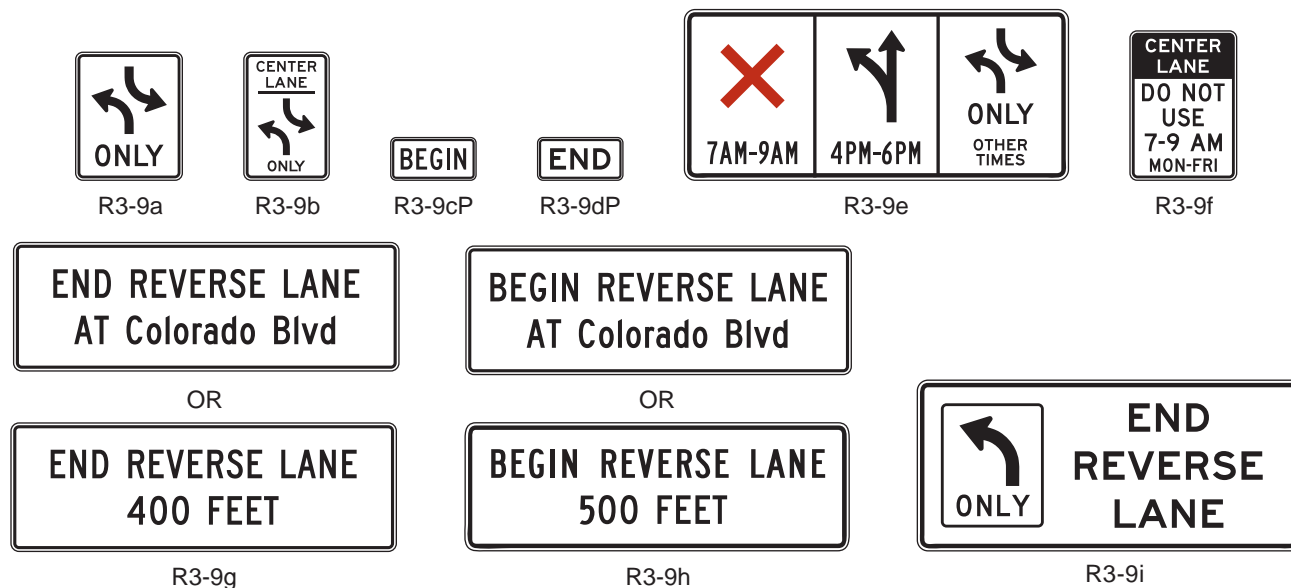 ONLY
R3-9a
CENTER
LANE
ONLY
R3-9b
BEGIN
R3-9cP
END
R3-9dP
7AM-9AM
4PM-6PM
ONLY
OTHER
TIMES
R3-9e
CENTER
LANE
DO NOT
USE
7-9 AM
MON-FRI
R3-9f
END REVERSE LANE
AT Colorado Blvd
OR
END REVERSE LANE
400 FEET
R3-9g
BEGIN REVERSE LANE
AT Colorado Blvd
OR
BEGIN REVERSE LANE
500 FEET
R3-9h
ONLY
END
REVERSE
LANE
R3-9i